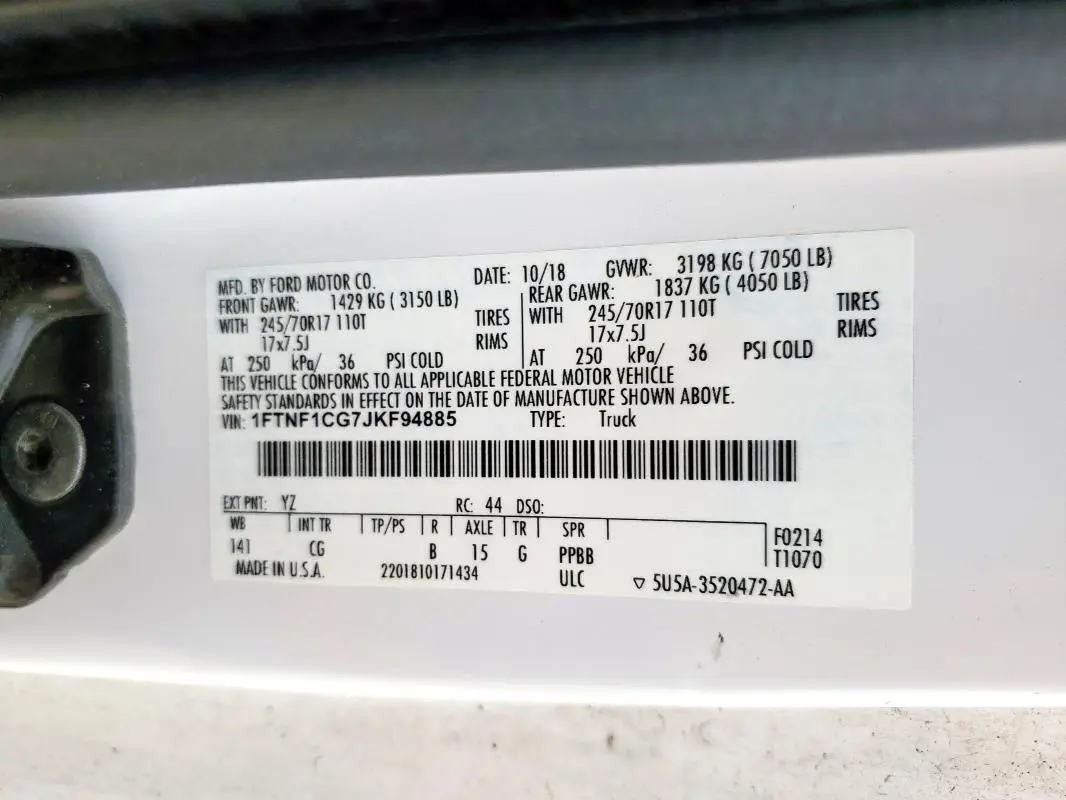 MFD. BY FORD MOTOR CO. DATE: 10/18 GVWR: 3198 KG ( 7050 LB)
FRONT GAWR: 1429 KG ( 3150 LB) REAR GAWR: 1837 KG ( 4050 LB)
WITH 245/70R17 110T TIRES WITH 245/70R17 110T TIRES
17x7.5J RIMS 17x7.5J RIMS
AT 250 kPa/ 36 PSI COLD AT 250 kPa/ 36 PSI COLD
THIS VEHICLE CONFORMS TO ALL APPLICABLE FEDERAL MOTOR VEHICLE
SAFETY STANDARDS IN EFFECT ON THE DATE OF MANUFACTURE SHOWN ABOVE.
VIN: 1FTNF1CG7JKF94885 TYPE: Truck
EXT PNT: YZ RC: 44 DSO:
WB INT TR TP/PS R AXLE TR SPR F0214
141 CG B 15 G PPBB T1070
MADE IN U.S.A. 2201810171434 ULC ▽ 5U5A-3520472-AA